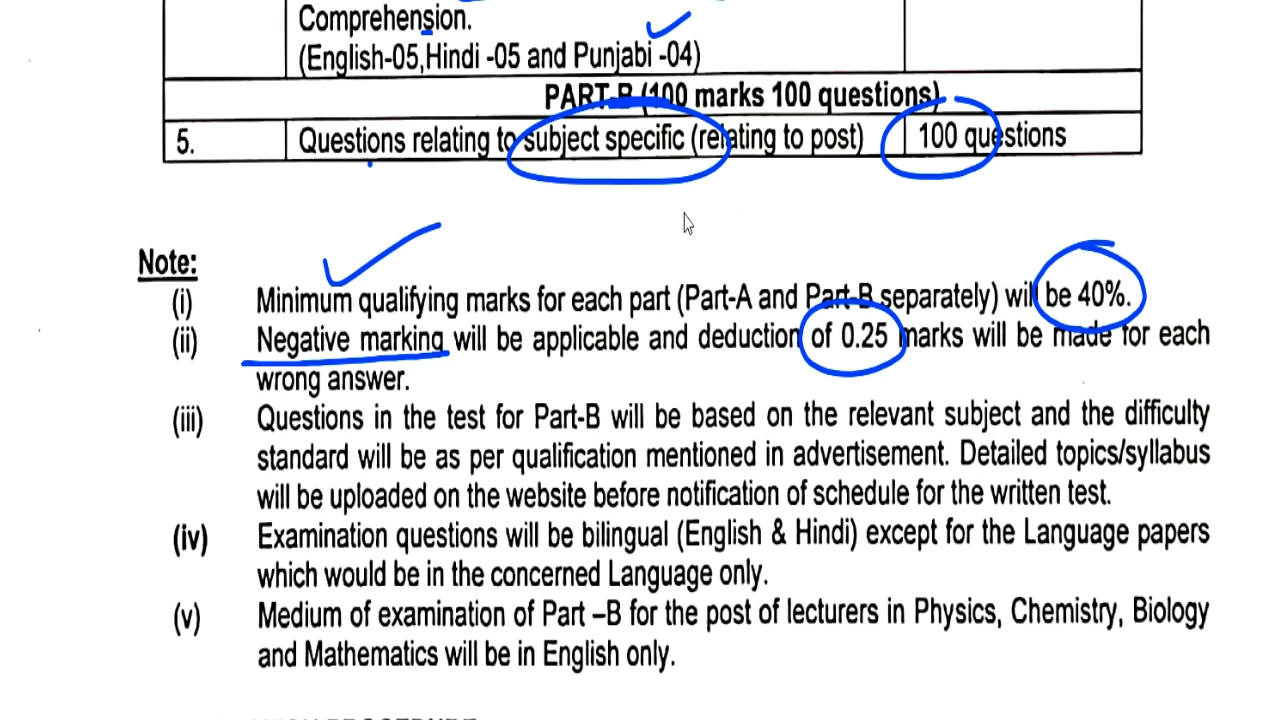 Comprehension.
(English-05,Hindi -05 and Punjabi -04)
PART-B (100 marks 100 questions)
5. Questions relating to subject specific (relating to post) 100 questions
Note:
(i) Minimum qualifying marks for each part (Part-A and Part-B separately) will be 40%.
(ii) Negative marking will be applicable and deduction of 0.25 marks will be made for each
wrong answer.
(iii) Questions in the test for Part-B will be based on the relevant subject and the difficulty
standard will be as per qualification mentioned in advertisement. Detailed topics/syllabus
will be uploaded on the website before notification of schedule for the written test.
(iv) Examination questions will be bilingual (English & Hindi) except for the Language papers
which would be in the concerned Language only.
(v) Medium of examination of Part –B for the post of lecturers in Physics, Chemistry, Biology
and Mathematics will be in English only.